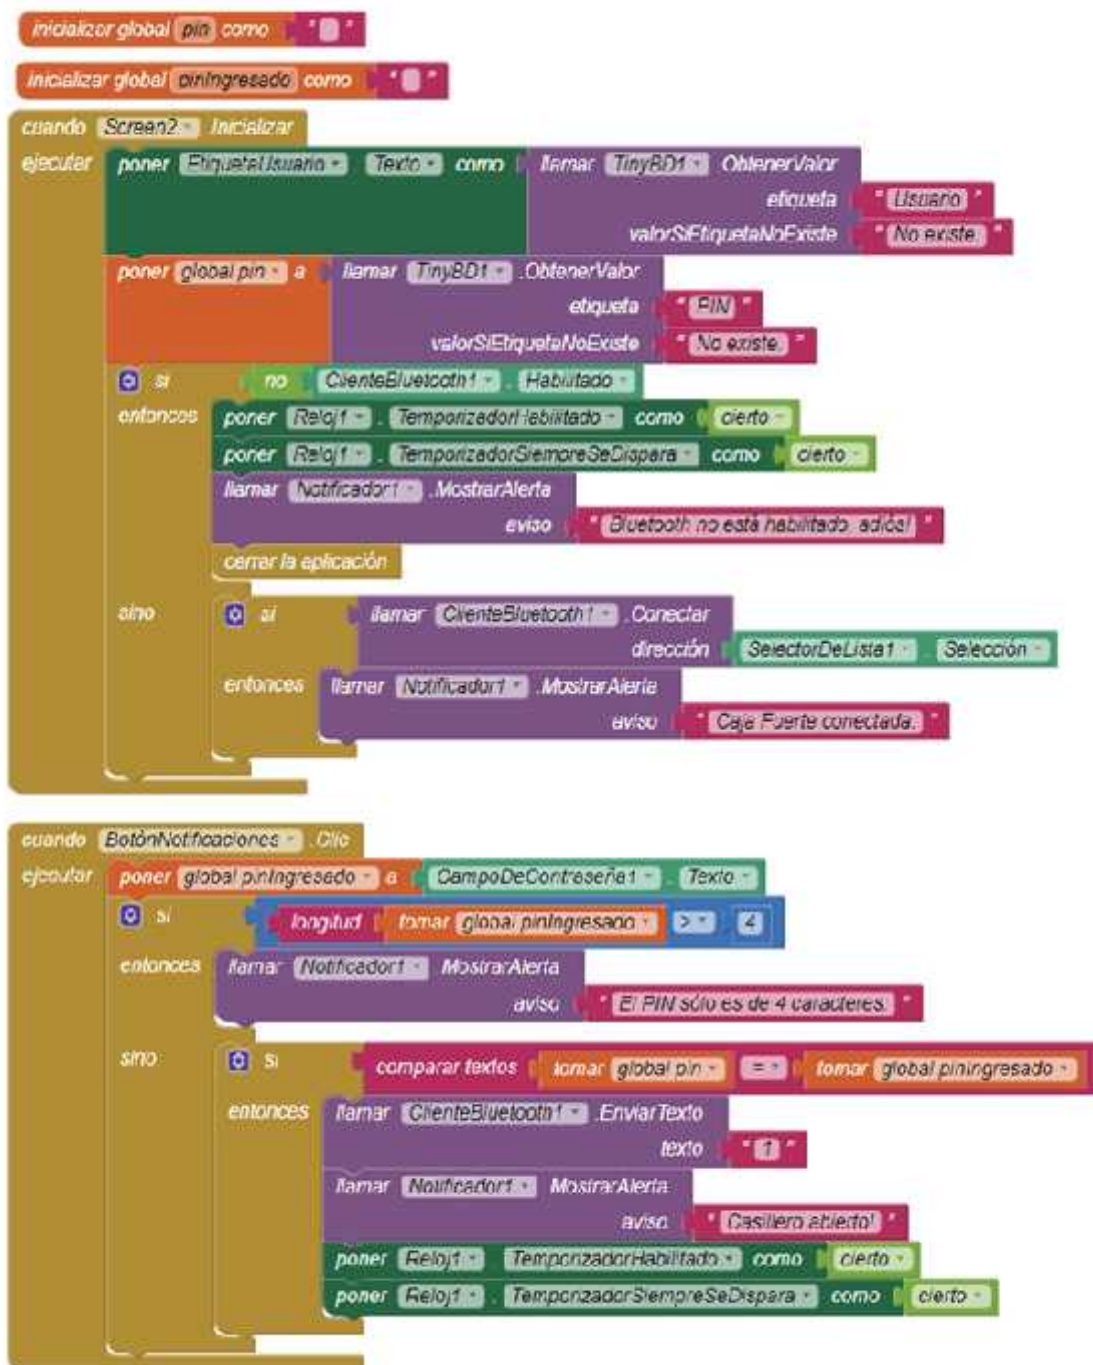 inicializar global pin como " "
inicializar global pinIngresado como " "
cuando Screen2 . Inicializar
ejecutar poner EtiquetaUsuario . Texto como llamar TinyBD1 .ObtenerValor
etiqueta " Usuario "
valorSiEtiquetaNoExiste " No existe. "
poner global pin a llamar TinyBD1 .ObtenerValor
etiqueta " PIN "
valorSiEtiquetaNoExiste " No existe. "
si no ClienteBluetooth1 . Habilitado
entonces poner Reloj1 . TemporizadorHabilitado como cierto
poner Reloj1 . TemporizadorSiempreSeDispara como cierto
llamar Notificador1 .MostrarAlerta
aviso " Bluetooth no está habilitado, adiós! "
cerrar la aplicación
sino si llamar ClienteBluetooth1 .Conectar
dirección SelectorDeLista1 . Selección
entonces llamar Notificador1 .MostrarAlerta
aviso " Caja Fuerte conectada. "
cuando BotónNotificaciones .Clic
ejecutar poner global pinIngresado a CampoDeContraseña1 . Texto
si longitud tomar global pinIngresado > 4
entonces llamar Notificador1 .MostrarAlerta
aviso " El PIN sólo es de 4 caracteres. "
sino si comparar textos tomar global pin = tomar global pinIngresado
entonces llamar ClienteBluetooth1 .EnviarTexto
texto " 1 "
llamar Notificador1 .MostrarAlerta
aviso " Casillero abierto! "
poner Reloj1 . TemporizadorHabilitado como cierto
poner Reloj1 . TemporizadorSiempreSeDispara como cierto